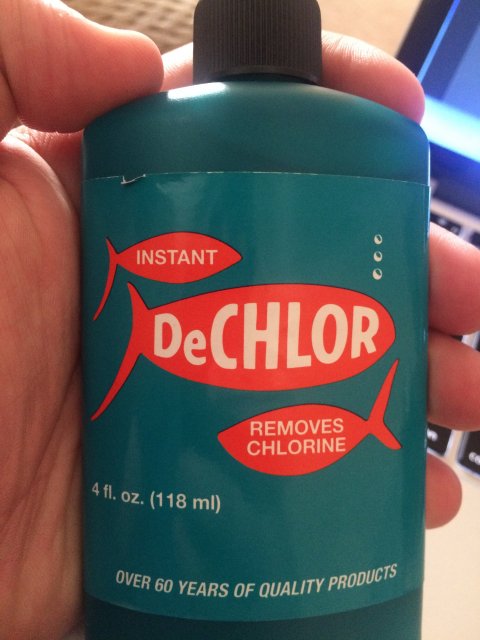 INSTANT
DeCHLOR
REMOVES
CHLORINE
4 fl. oz. (118 ml)
OVER 60 YEARS OF QUALITY PRODUCTS